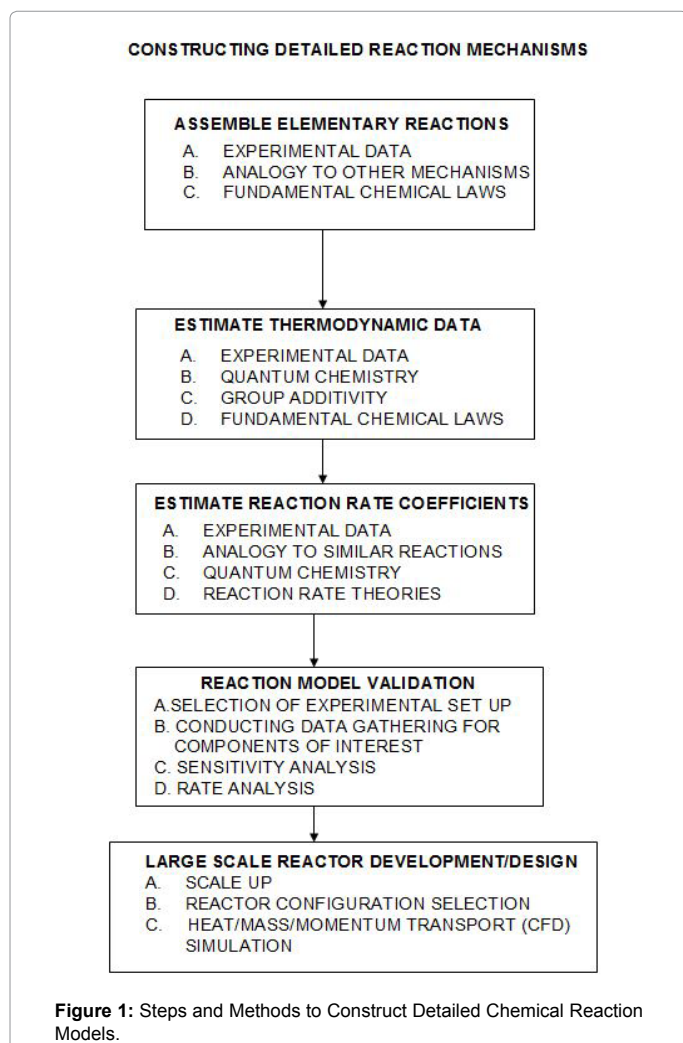 CONSTRUCTING DETAILED REACTION MECHANISMS
ASSEMBLE ELEMENTARY REACTIONS
A. EXPERIMENTAL DATA
B. ANALOGY TO OTHER MECHANISMS
C. FUNDAMENTAL CHEMICAL LAWS
ESTIMATE THERMODYNAMIC DATA
A. EXPERIMENTAL DATA
B. QUANTUM CHEMISTRY
C. GROUP ADDITIVITY
D. FUNDAMENTAL CHEMICAL LAWS
ESTIMATE REACTION RATE COEFFICIENTS
A. EXPERIMENTAL DATA
B. ANALOGY TO SIMILAR REACTIONS
C. QUANTUM CHEMISTRY
D. REACTION RATE THEORIES
REACTION MODEL VALIDATION
A.SELECTION OF EXPERIMENTAL SET UP
B. CONDUCTING DATA GATHERING FOR
COMPONENTS OF INTEREST
C. SENSITIVITY ANALYSIS
D. RATE ANALYSIS
LARGE SCALE REACTOR DEVELOPMENT/DESIGN
A. SCALE UP
B. REACTOR CONFIGURATION SELECTION
C. HEAT/MASS/MOMENTUM TRANSPORT (CFD)
SIMULATION
Figure 1: Steps and Methods to Construct Detailed Chemical Reaction
Models.